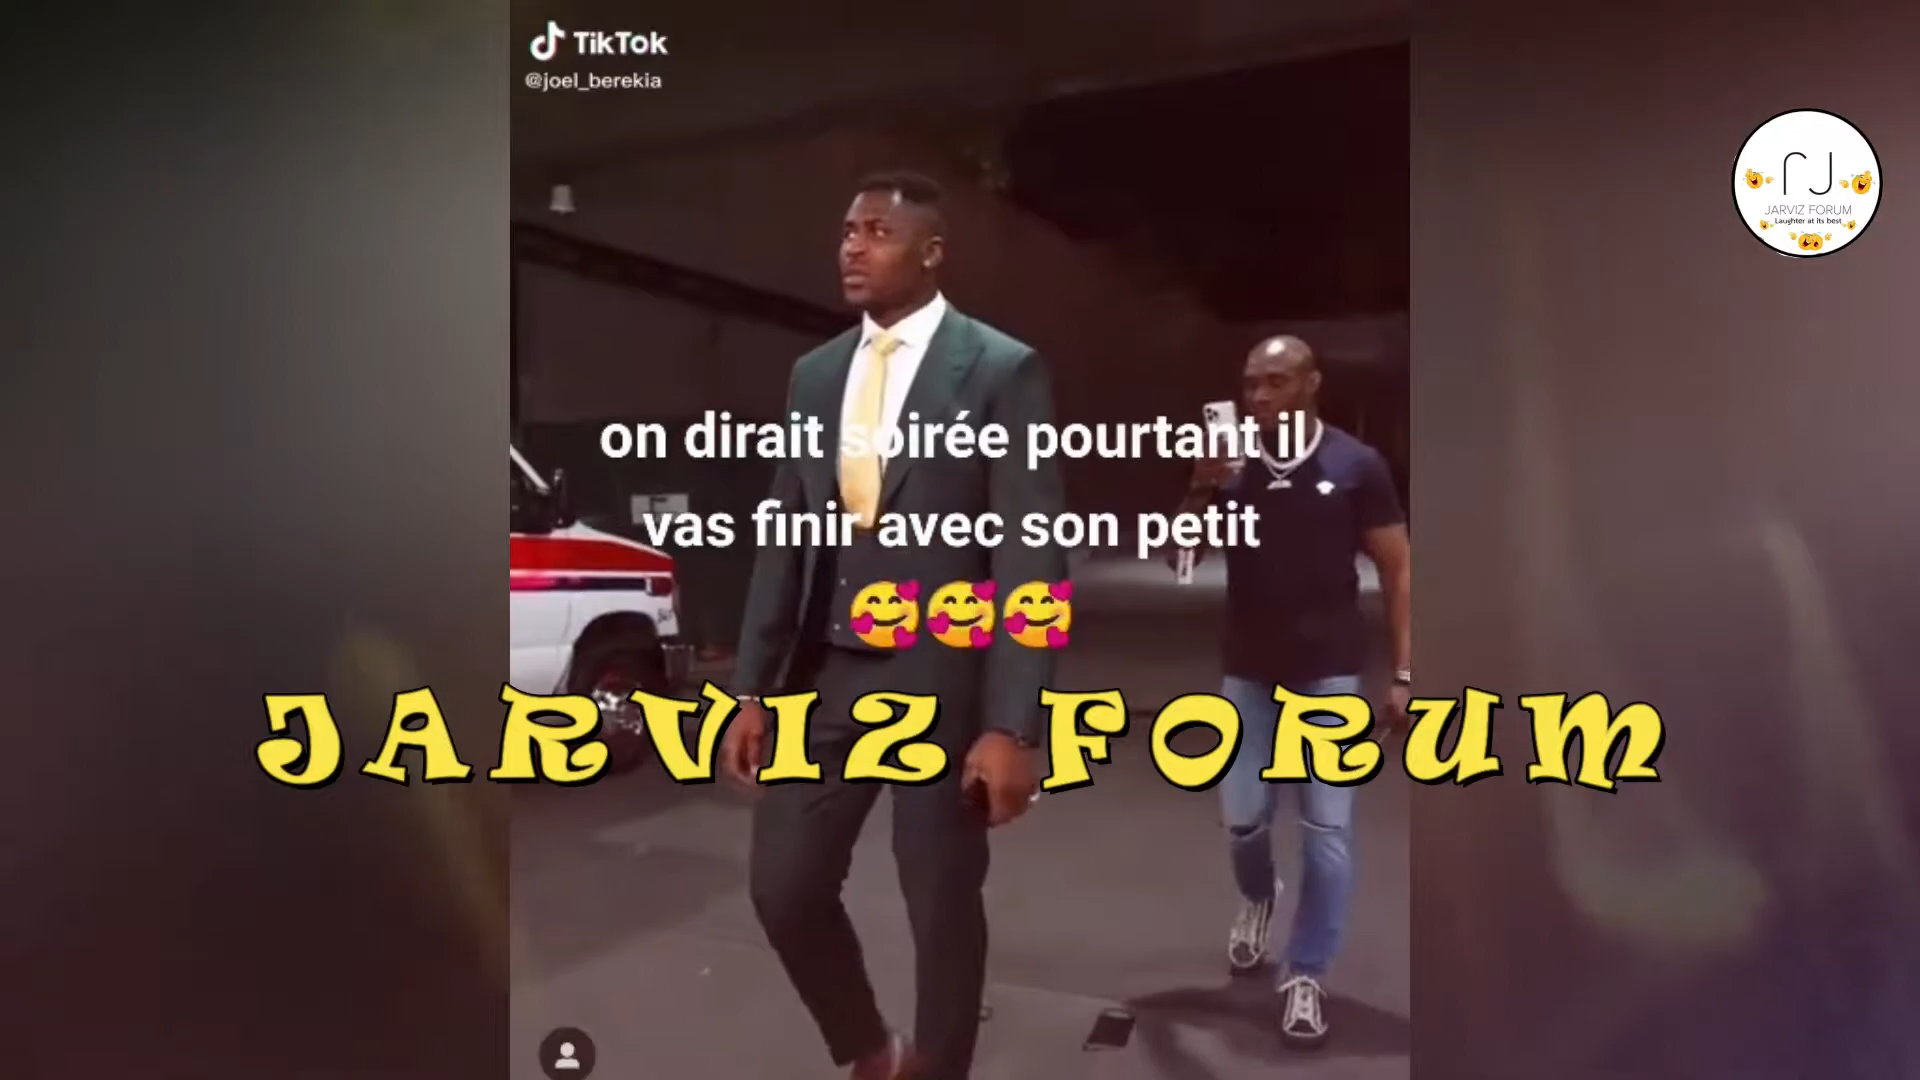 TikTok
@joel_berekia
JARVIZ FORUM
Laughter at its best
on dirait soirée pourtant il
vas finir avec son petit
🥰🥰🥰
JARVIZ FORUM